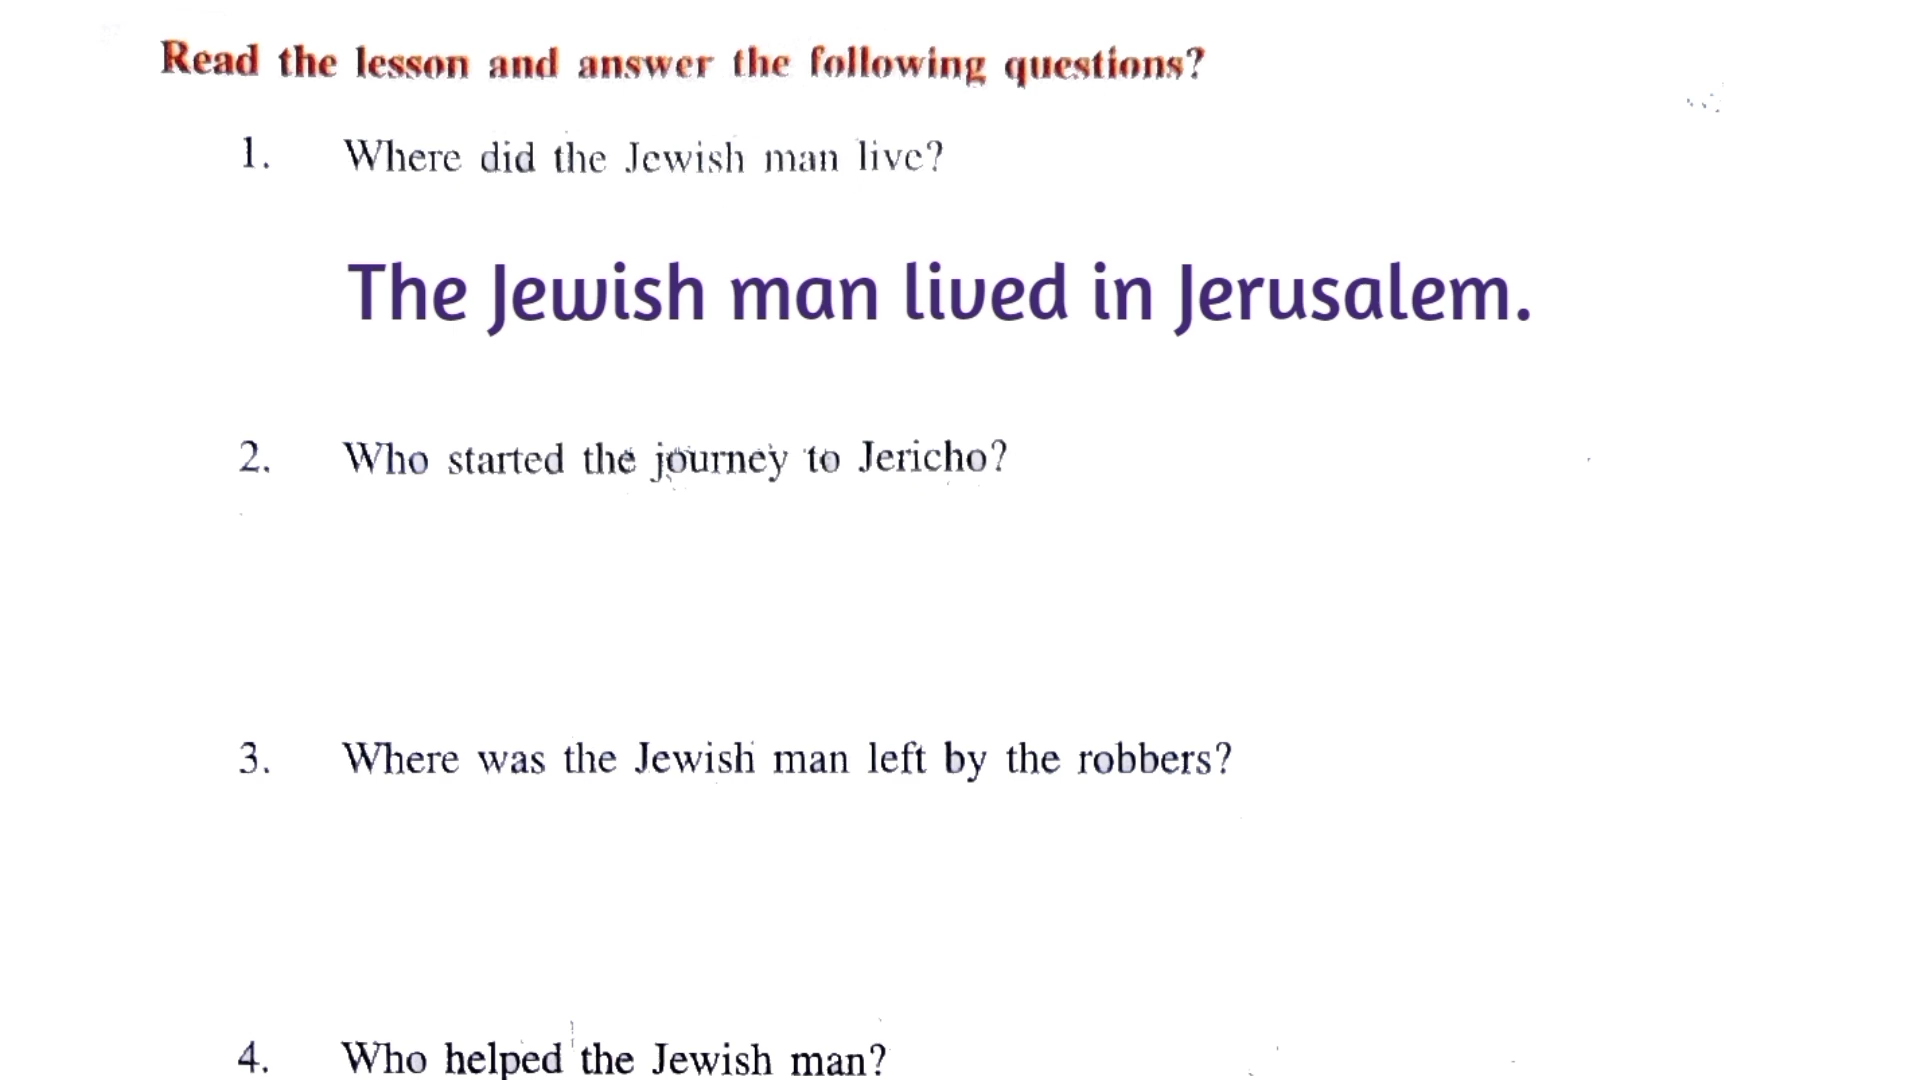 Read the lesson and answer the following questions?
1. Where did the Jewish man live?
The Jewish man lived in Jerusalem.
2. Who started the journey to Jericho?
3. Where was the Jewish man left by the robbers?
4. Who helped the Jewish man?